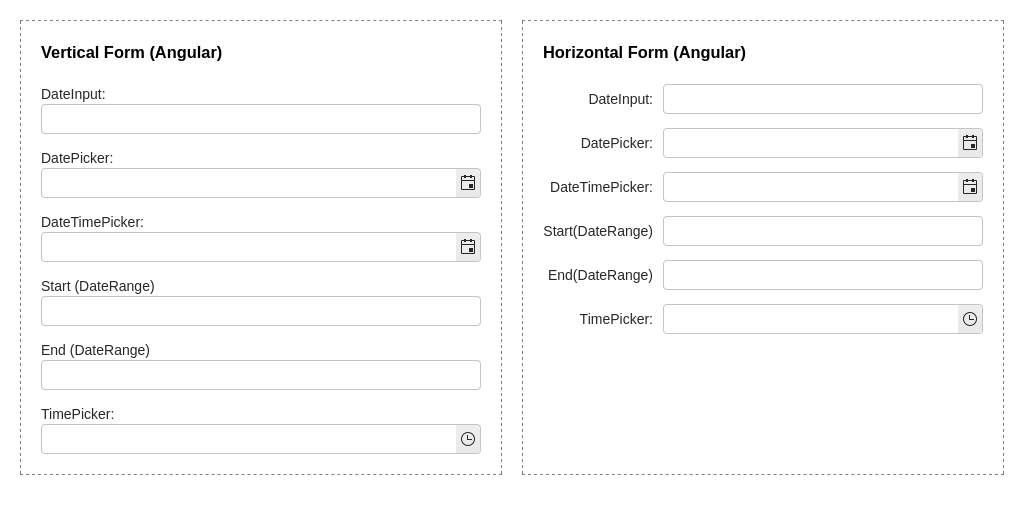 Vertical Form (Angular)
DateInput:
DatePicker:
DateTimePicker:
Start (DateRange)
End (DateRange)
TimePicker:
Horizontal Form (Angular)
DateInput:
DatePicker:
DateTimePicker:
Start(DateRange)
End(DateRange)
TimePicker: